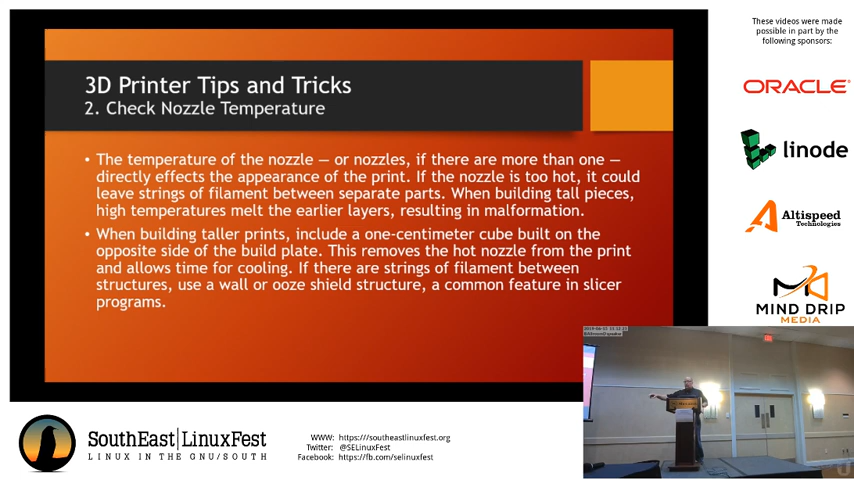 These videos were made
possible in part by the
following sponsors:
3D Printer Tips and Tricks
2. Check Nozzle Temperature
• The temperature of the nozzle — or nozzles, if there are more than one —
directly effects the appearance of the print. If the nozzle is too hot, it could
leave strings of filament between separate parts. When building tall pieces,
high temperatures melt the earlier layers, resulting in malformation.
• When building taller prints, include a one-centimeter cube built on the
opposite side of the build plate. This removes the hot nozzle from the print
and allows time for cooling. If there are strings of filament between
structures, use a wall or ooze shield structure, a common feature in slicer
programs.
ORACLE
linode
Altispeed
Technologies
MIND DRIP
MEDIA
SouthEast|LinuxFest
LINUX IN THE GNU/SOUTH
WWW: https://southeastlinuxfest.org
Twitter: @SELinuxFest
Facebook: https://fb.com/selinuxfest